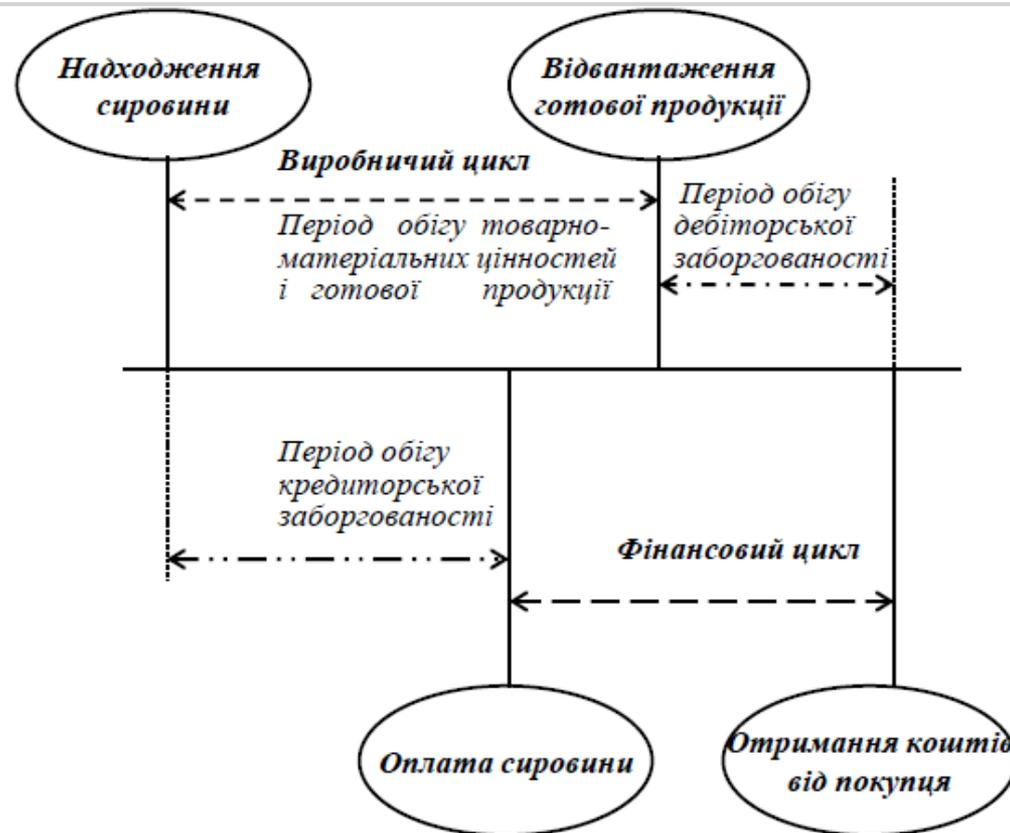 Надходження
сировини
Відвантаження
готової продукції
Виробничий цикл
Період обігу товарно-
матеріальних цінностей
і готової продукції
Період обігу
дебіторської
заборгованості
Період обігу
кредиторської
заборгованості
Фінансовий цикл
Оплата сировини
Отримання коштів
від покупця